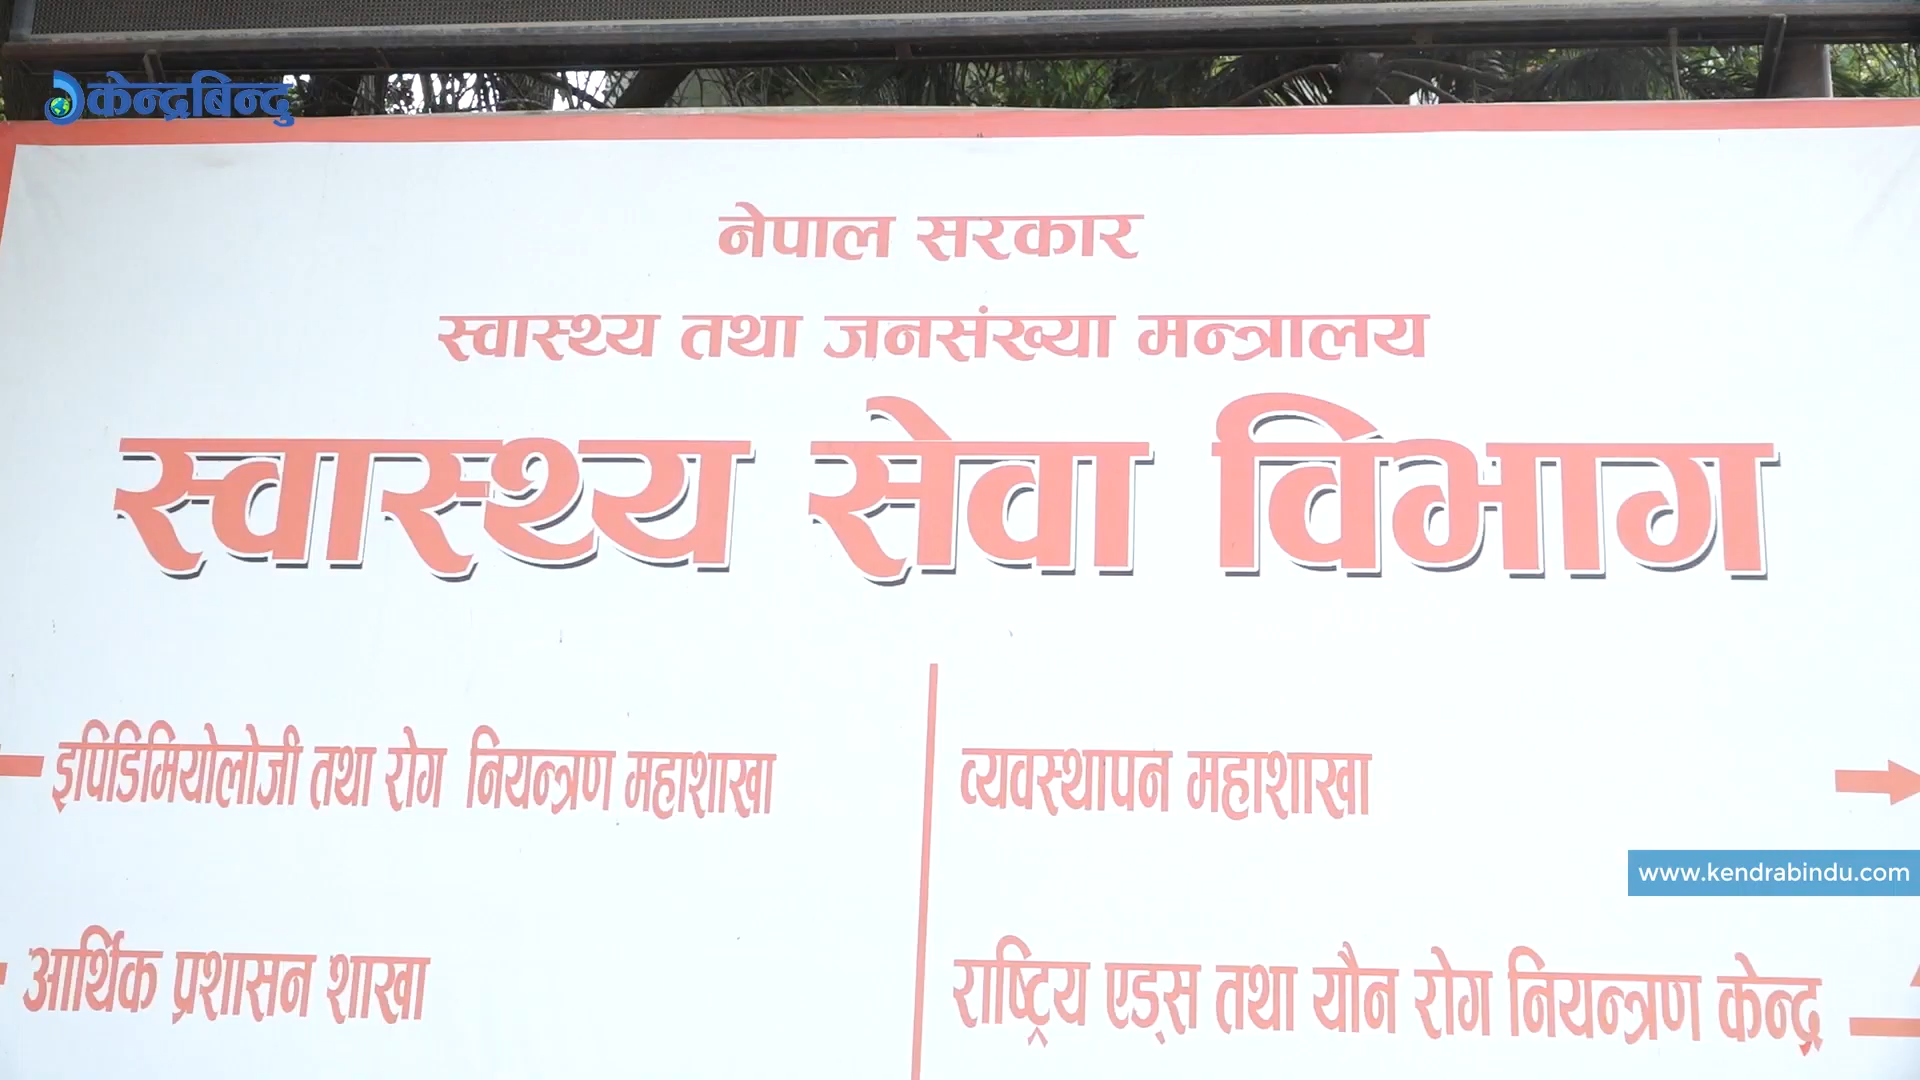 केन्द्रबिन्दु
नेपाल सरकार
स्वास्थ्य तथा जनसंख्या मन्त्रालय
स्वास्थ्य सेवा विभाग
इपिडिमियोलोजी तथा रोग नियन्त्रण महाशाखा
व्यवस्थापन महाशाखा
www.kendrabindu.com
आर्थिक प्रशासन शाखा
राष्ट्रिय एड्स तथा यौन रोग नियन्त्रण केन्द्र